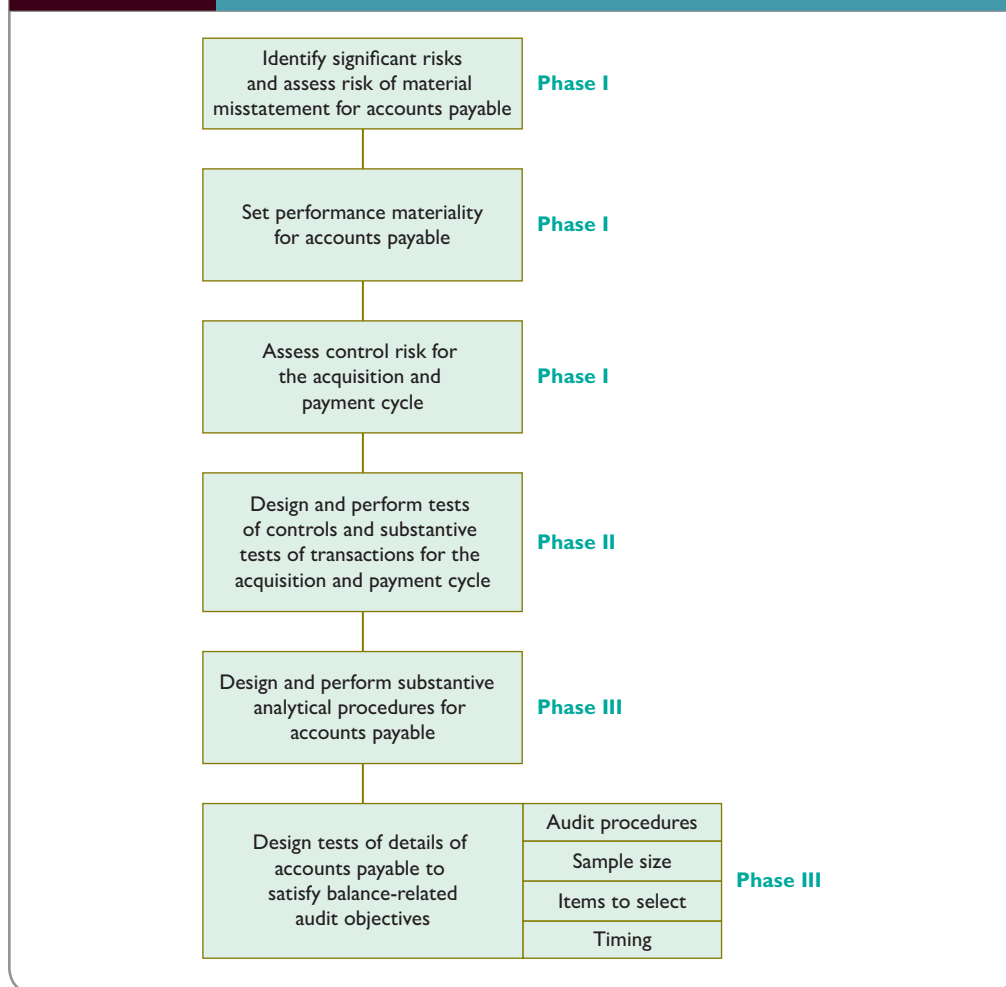 Identify significant risks
and assess risk of material
misstatement for accounts payable
Phase I
Set performance materiality
for accounts payable
Phase I
Assess control risk for
the acquisition and
payment cycle
Phase I
Design and perform tests
of controls and substantive
tests of transactions for the
acquisition and payment cycle
Phase II
Design and perform substantive
analytical procedures for
accounts payable
Phase III
Design tests of details of
accounts payable to
satisfy balance-related
audit objectives
Audit procedures
Sample size
Items to select
Timing
Phase III